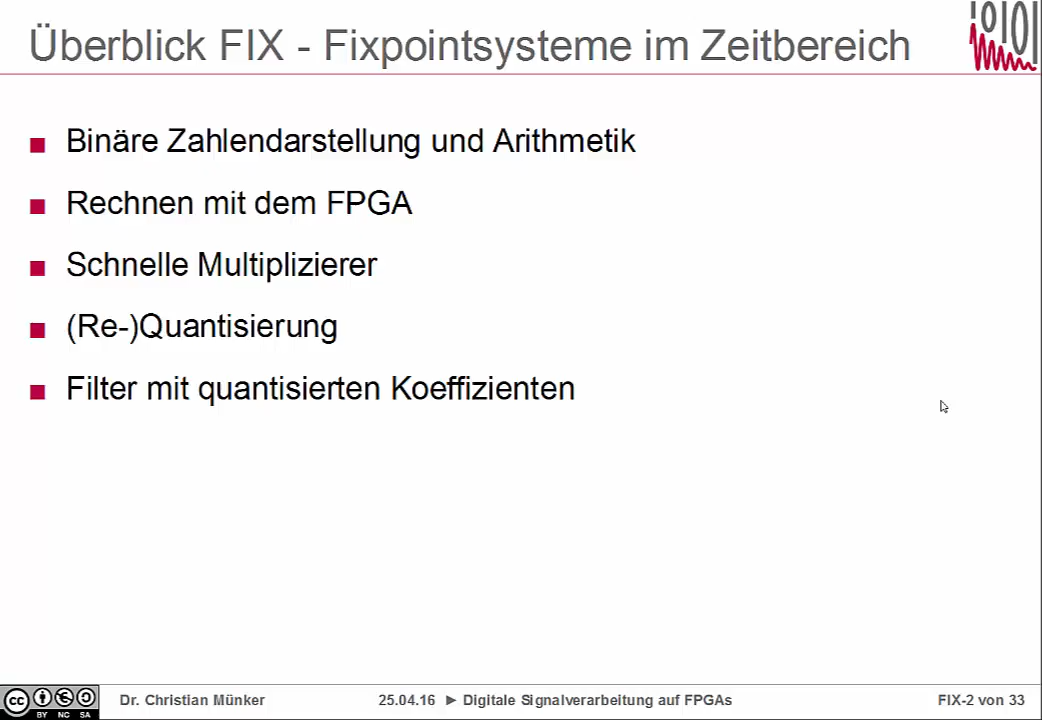 Überblick FIX - Fixpointsysteme im Zeitbereich
Binäre Zahlendarstellung und Arithmetik
Rechnen mit dem FPGA
Schnelle Multiplizierer
(Re-)Quantisierung
Filter mit quantisierten Koeffizienten
cc BY NC SA
Dr. Christian Münker
25.04.16 ► Digitale Signalverarbeitung auf FPGAs
FIX-2 von 33